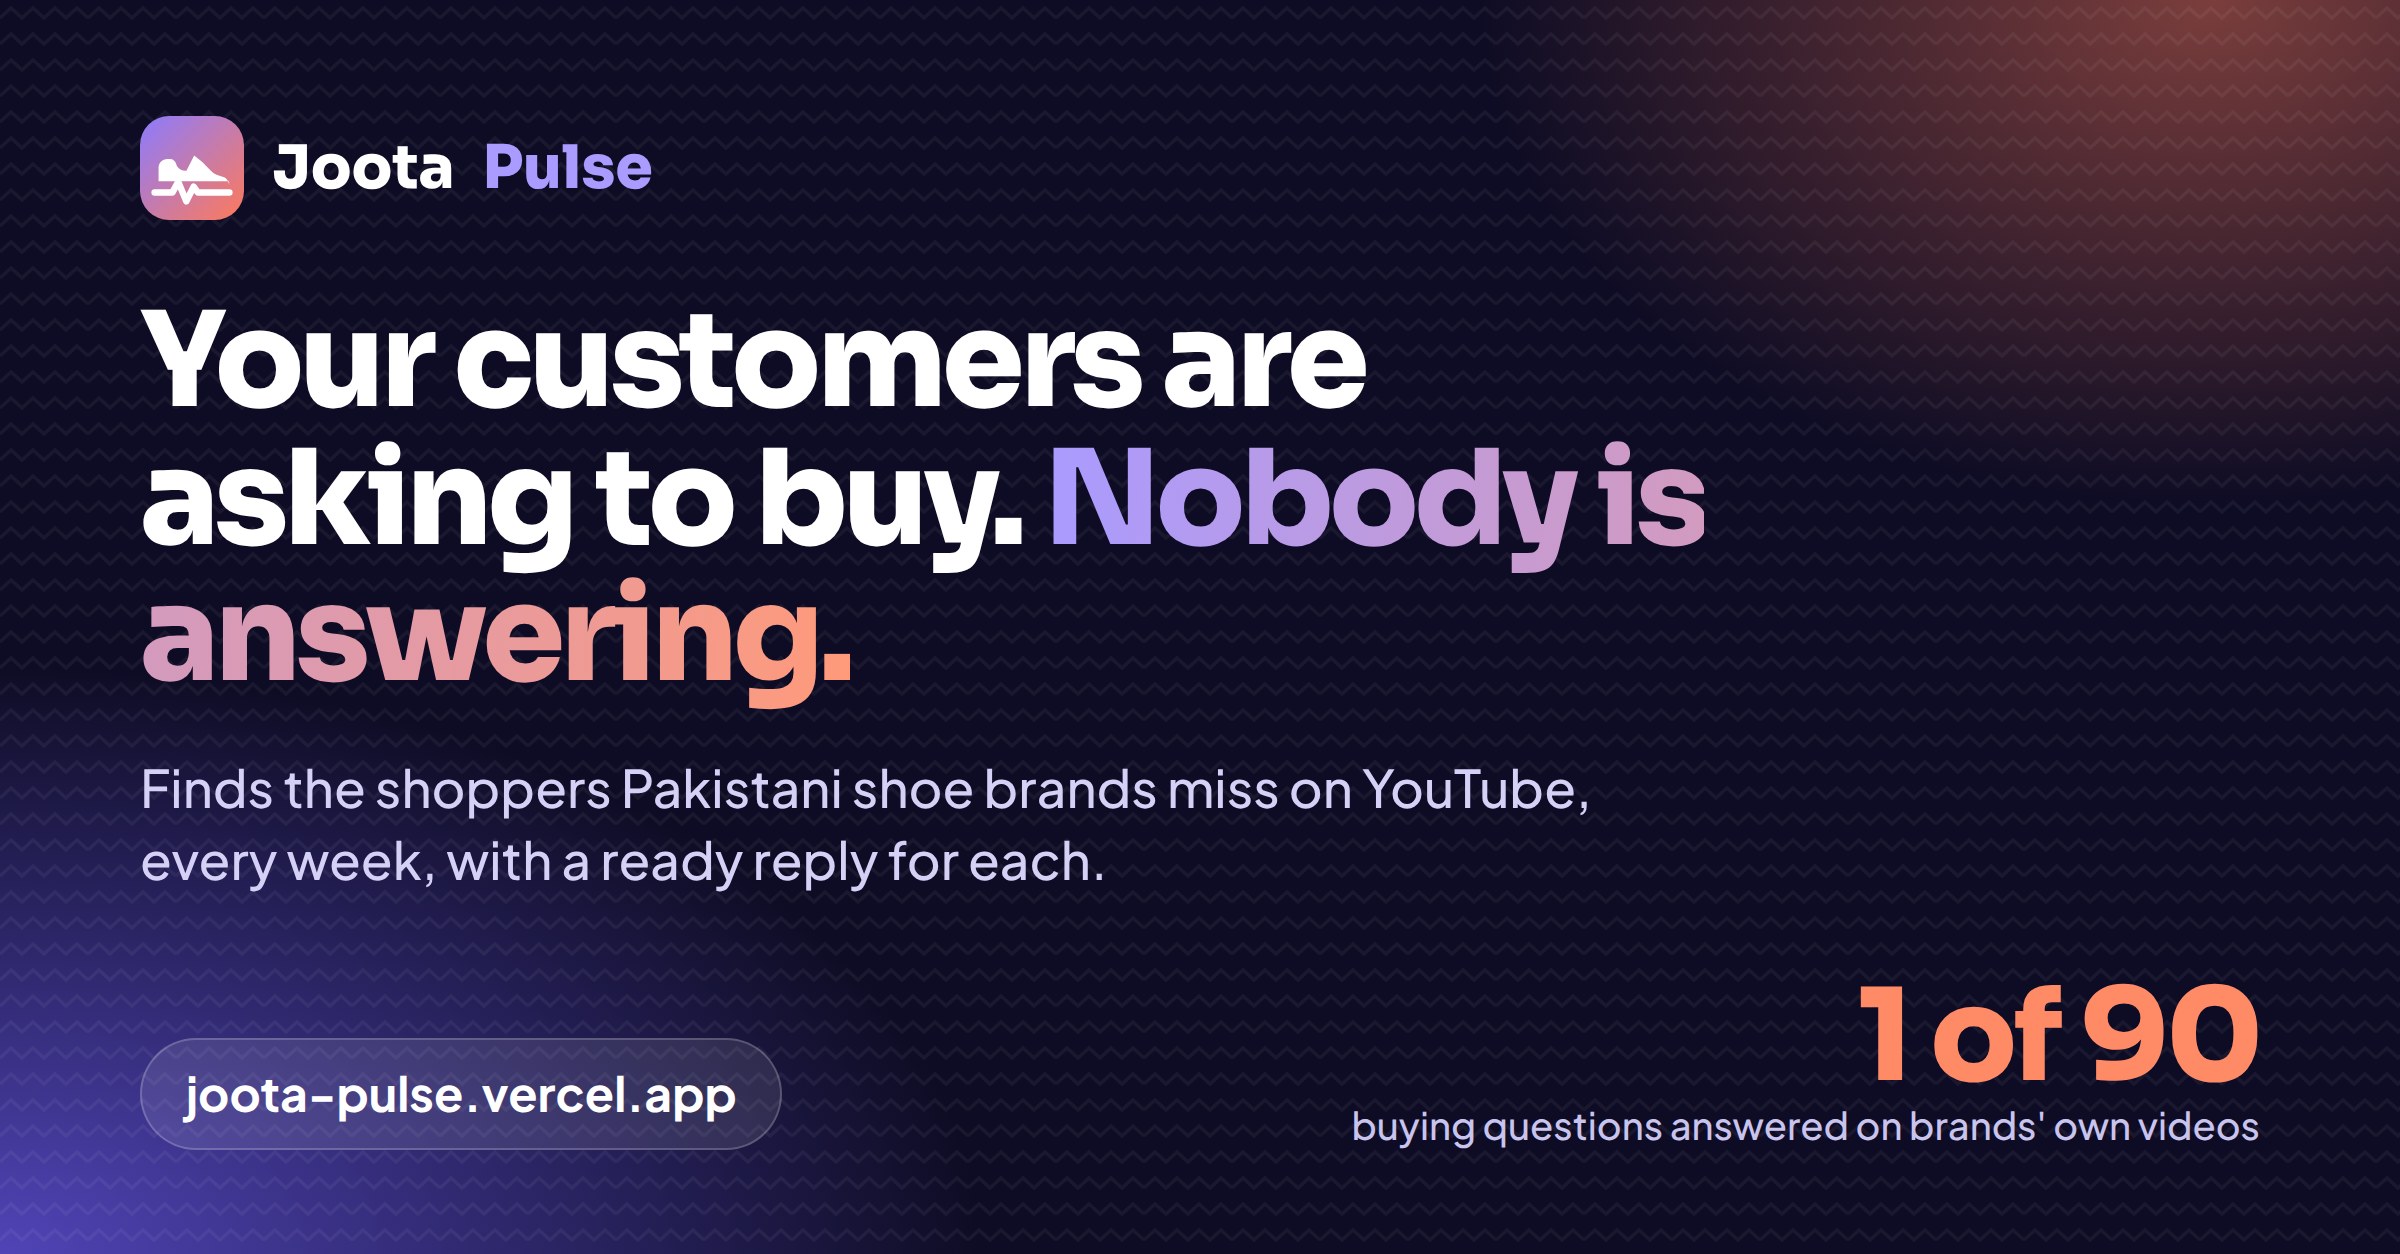 Joota Pulse
Your customers are
asking to buy. Nobody is
answering.
Finds the shoppers Pakistani shoe brands miss on YouTube,
every week, with a ready reply for each.
joota-pulse.vercel.app
1 of 90
buying questions answered on brands' own videos